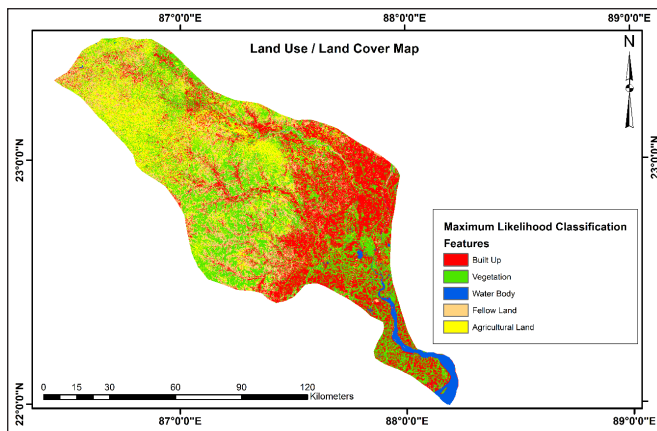 87°0'0"E
88°0'0"E
89°0'0"E
Land Use / Land Cover Map
N
23°0'0"N
23°0'0"N
Maximum Likelihood Classification
Features
Built Up
Vegetation
Water Body
Fellow Land
Agricultural Land
0 15 30 60 90 120
Kilometers
22°0'0"N
22°0'0"N
87°0'0"E
88°0'0"E
89°0'0"E